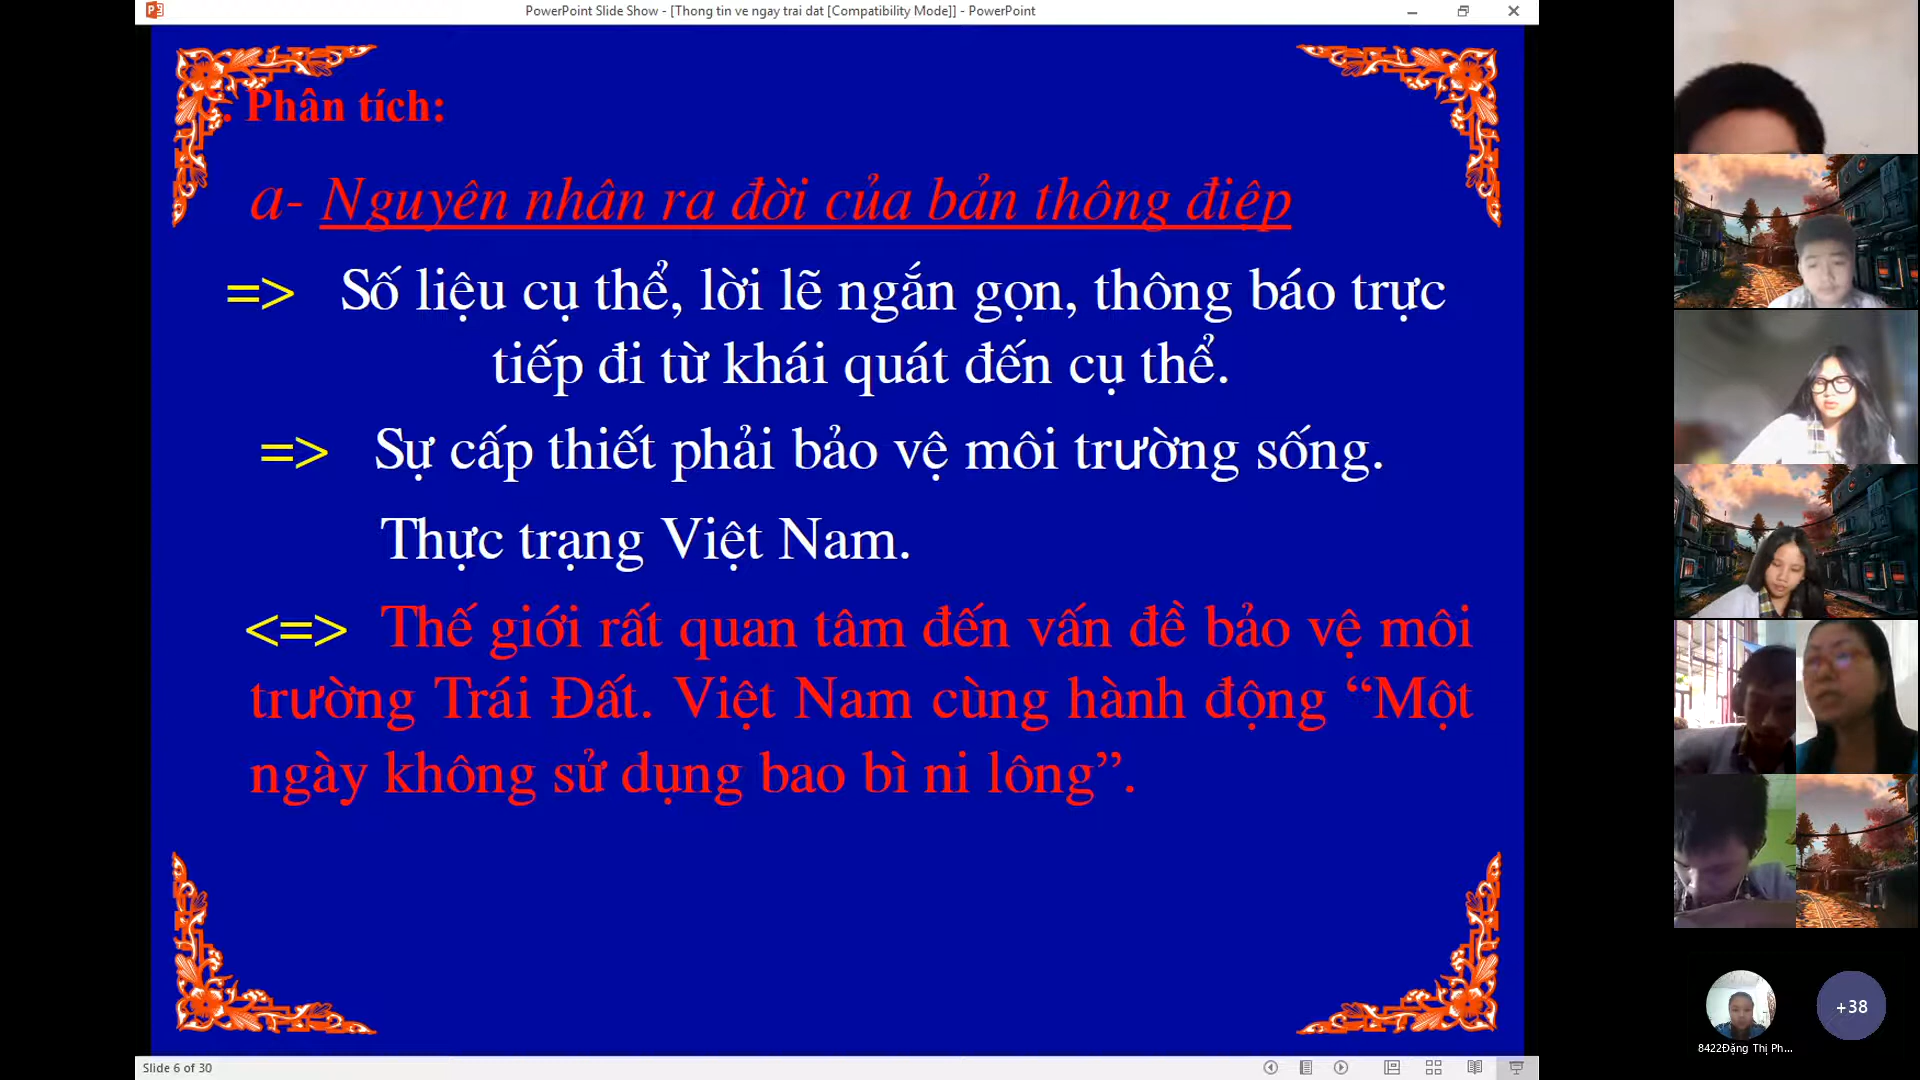 PowerPoint Slide Show - [Thong tin ve ngay trai dat [Compatibility Mode]] - PowerPoint
. Phân tích:
a- Nguyên nhân ra đời của bản thông điệp
=> Số liệu cụ thể, lời lẽ ngắn gọn, thông báo trực
tiếp đi từ khái quát đến cụ thể.
=> Sự cấp thiết phải bảo vệ môi trường sống.
Thực trạng Việt Nam.
<=> Thế giới rất quan tâm đến vấn đề bảo vệ môi
trường Trái Đất. Việt Nam cùng hành động “Một
ngày không sử dụng bao bì ni lông”.
Slide 6 of 30
+38
8422Đặng Thị Ph...